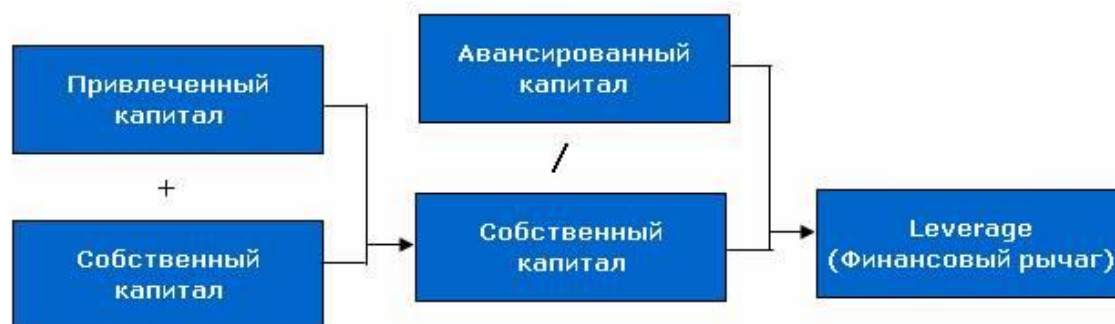 Привлеченный
капитал
+
Собственный
капитал
Авансированный
капитал
/
Собственный
капитал
Leverage
(Финансовый рычаг)